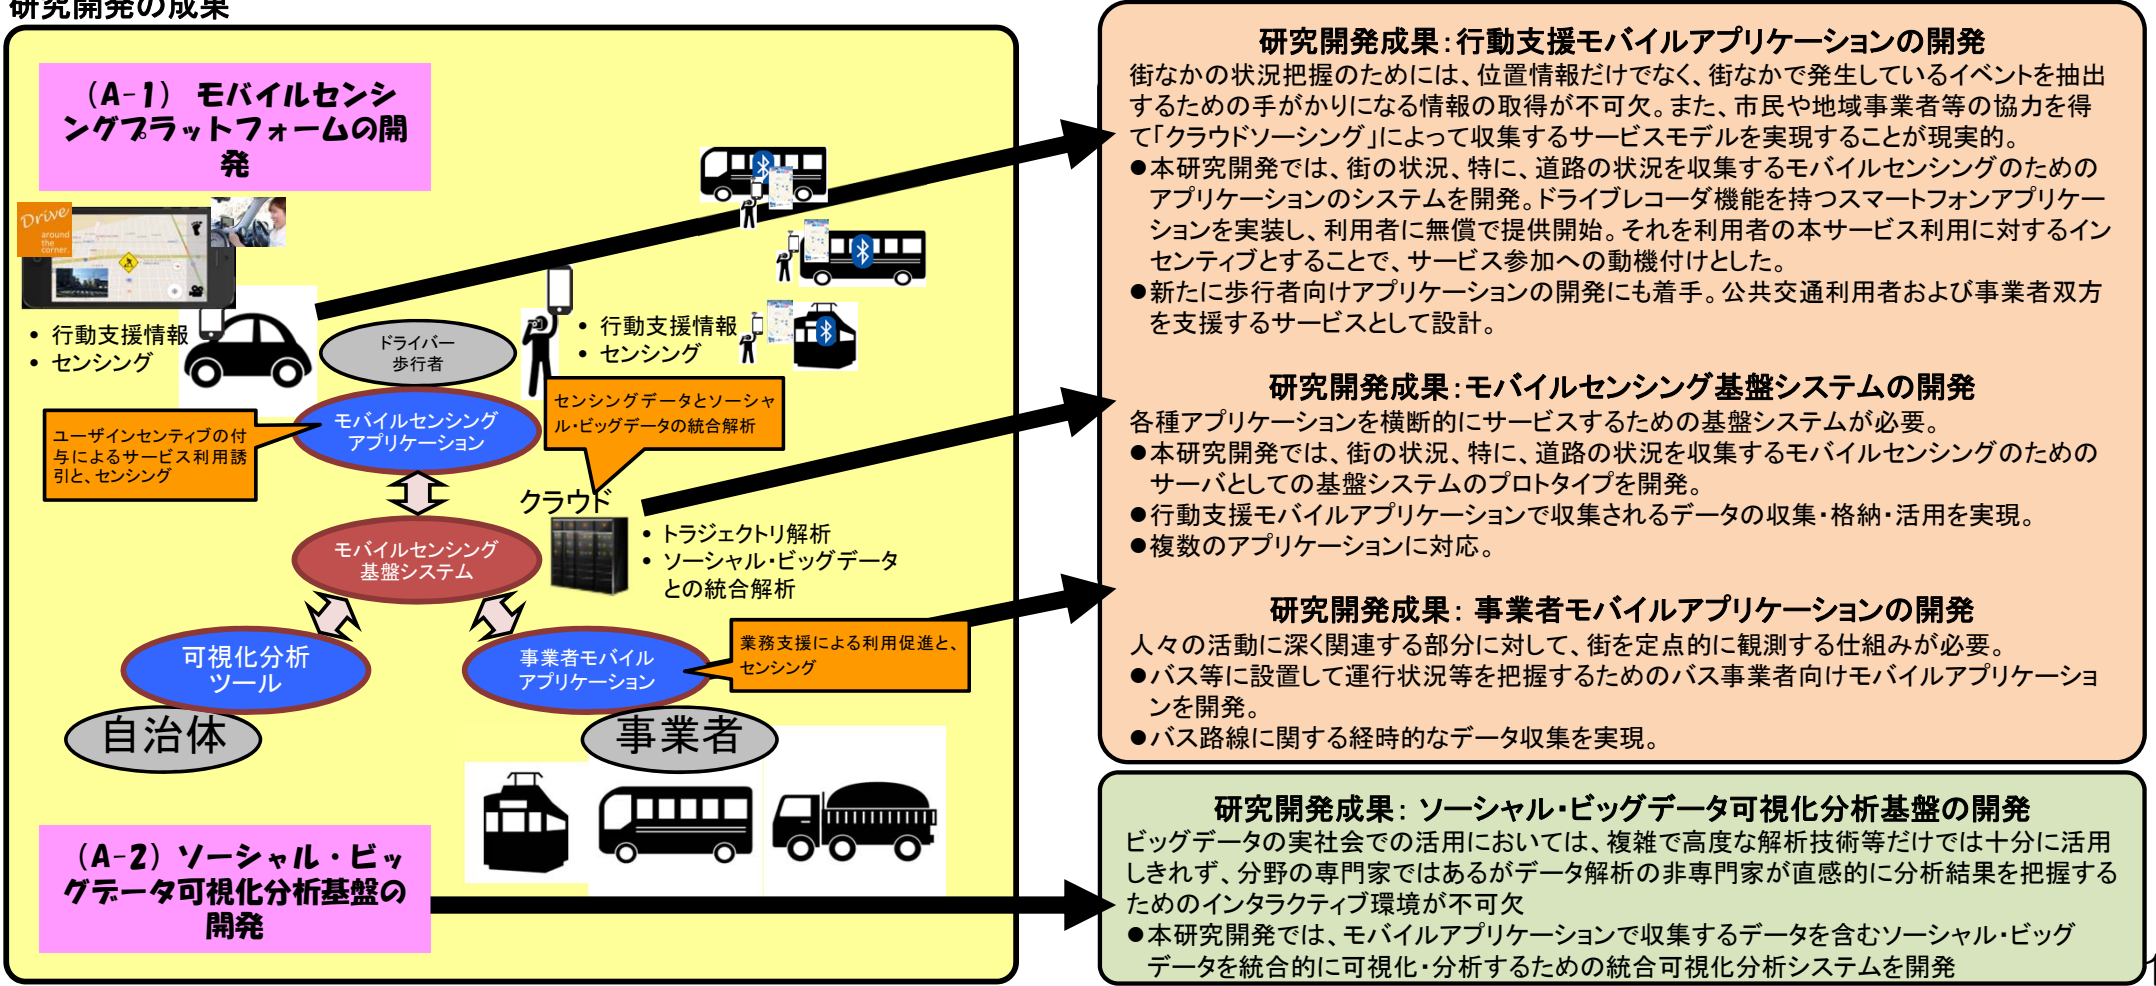 研究開発の成果
(A-1) モバイルセンシ
ングプラットフォームの開
発
Drive
around
the
corner.
• 行動支援情報
• センシング
ドライバー
歩行者
• 行動支援情報
• センシング
モバイルセンシング
アプリケーション
ユーザインセンティブの付
与によるサービス利用誘
引と、センシング
センシングデータとソーシャ
ル・ビッグデータの統合解析
クラウド
• トラジェクトリ解析
• ソーシャル・ビッグデータ
との統合解析
モバイルセンシング
基盤システム
可視化分析
ツール
自治体
事業者モバイル
アプリケーション
事業者
業務支援による利用促進と、
センシング
(A-2) ソーシャル・ビッ
グデータ可視化分析基盤の
開発
研究開発成果:行動支援モバイルアプリケーションの開発
街なかの状況把握のためには、位置情報だけでなく、街なかで発生しているイベントを抽出
するための手がかりになる情報の取得が不可欠。また、市民や地域事業者等の協力を得
て「クラウドソーシング」によって収集するサービスモデルを実現することが現実的。
●本研究開発では、街の状況、特に、道路の状況を収集するモバイルセンシングのための
アプリケーションのシステムを開発。ドライブレコーダ機能を持つスマートフォンアプリケー
ションを実装し、利用者に無償で提供開始。それを利用者の本サービス利用に対するイン
センティブとすることで、サービス参加への動機付けとした。
●新たに歩行者向けアプリケーションの開発にも着手。公共交通利用者および事業者双方
を支援するサービスとして設計。
研究開発成果:モバイルセンシング基盤システムの開発
各種アプリケーションを横断的にサービスするための基盤システムが必要。
●本研究開発では、街の状況、特に、道路の状況を収集するモバイルセンシングのための
サーバとしての基盤システムのプロトタイプを開発。
●行動支援モバイルアプリケーションで収集されるデータの収集・格納・活用を実現。
●複数のアプリケーションに対応。
研究開発成果: 事業者モバイルアプリケーションの開発
人々の活動に深く関連する部分に対して、街を定点的に観測する仕組みが必要。
●バス等に設置して運行状況等を把握するためのバス事業者向けモバイルアプリケーショ
ンを開発。
●バス路線に関する経時的なデータ収集を実現。
研究開発成果: ソーシャル・ビッグデータ可視化分析基盤の開発
ビッグデータの実社会での活用においては、複雑で高度な解析技術等だけでは十分に活用
しきれず、分野の専門家ではあるがデータ解析の非専門家が直感的に分析結果を把握する
ためのインタラクティブ環境が不可欠
●本研究開発では、モバイルアプリケーションで収集するデータを含むソーシャル・ビッグ
データを統合的に可視化・分析するための統合可視化分析システムを開発